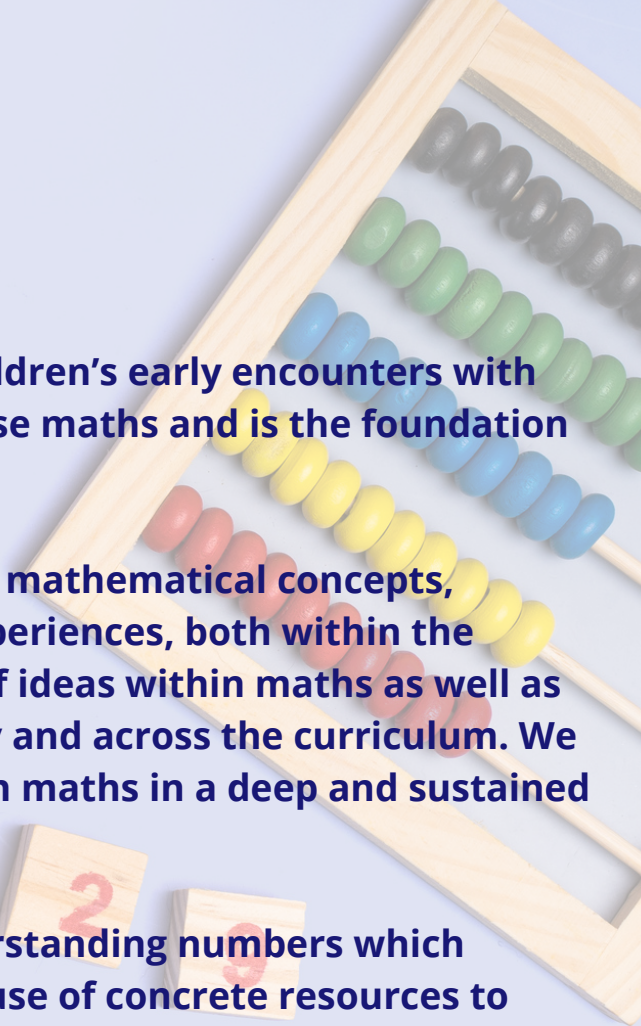 ldren’s early encounters with
se maths and is the foundation
mathematical concepts,
periences, both within the
f ideas within maths as well as
y and across the curriculum. We
n maths in a deep and sustained
2
9
rstanding numbers which
use of concrete resources to